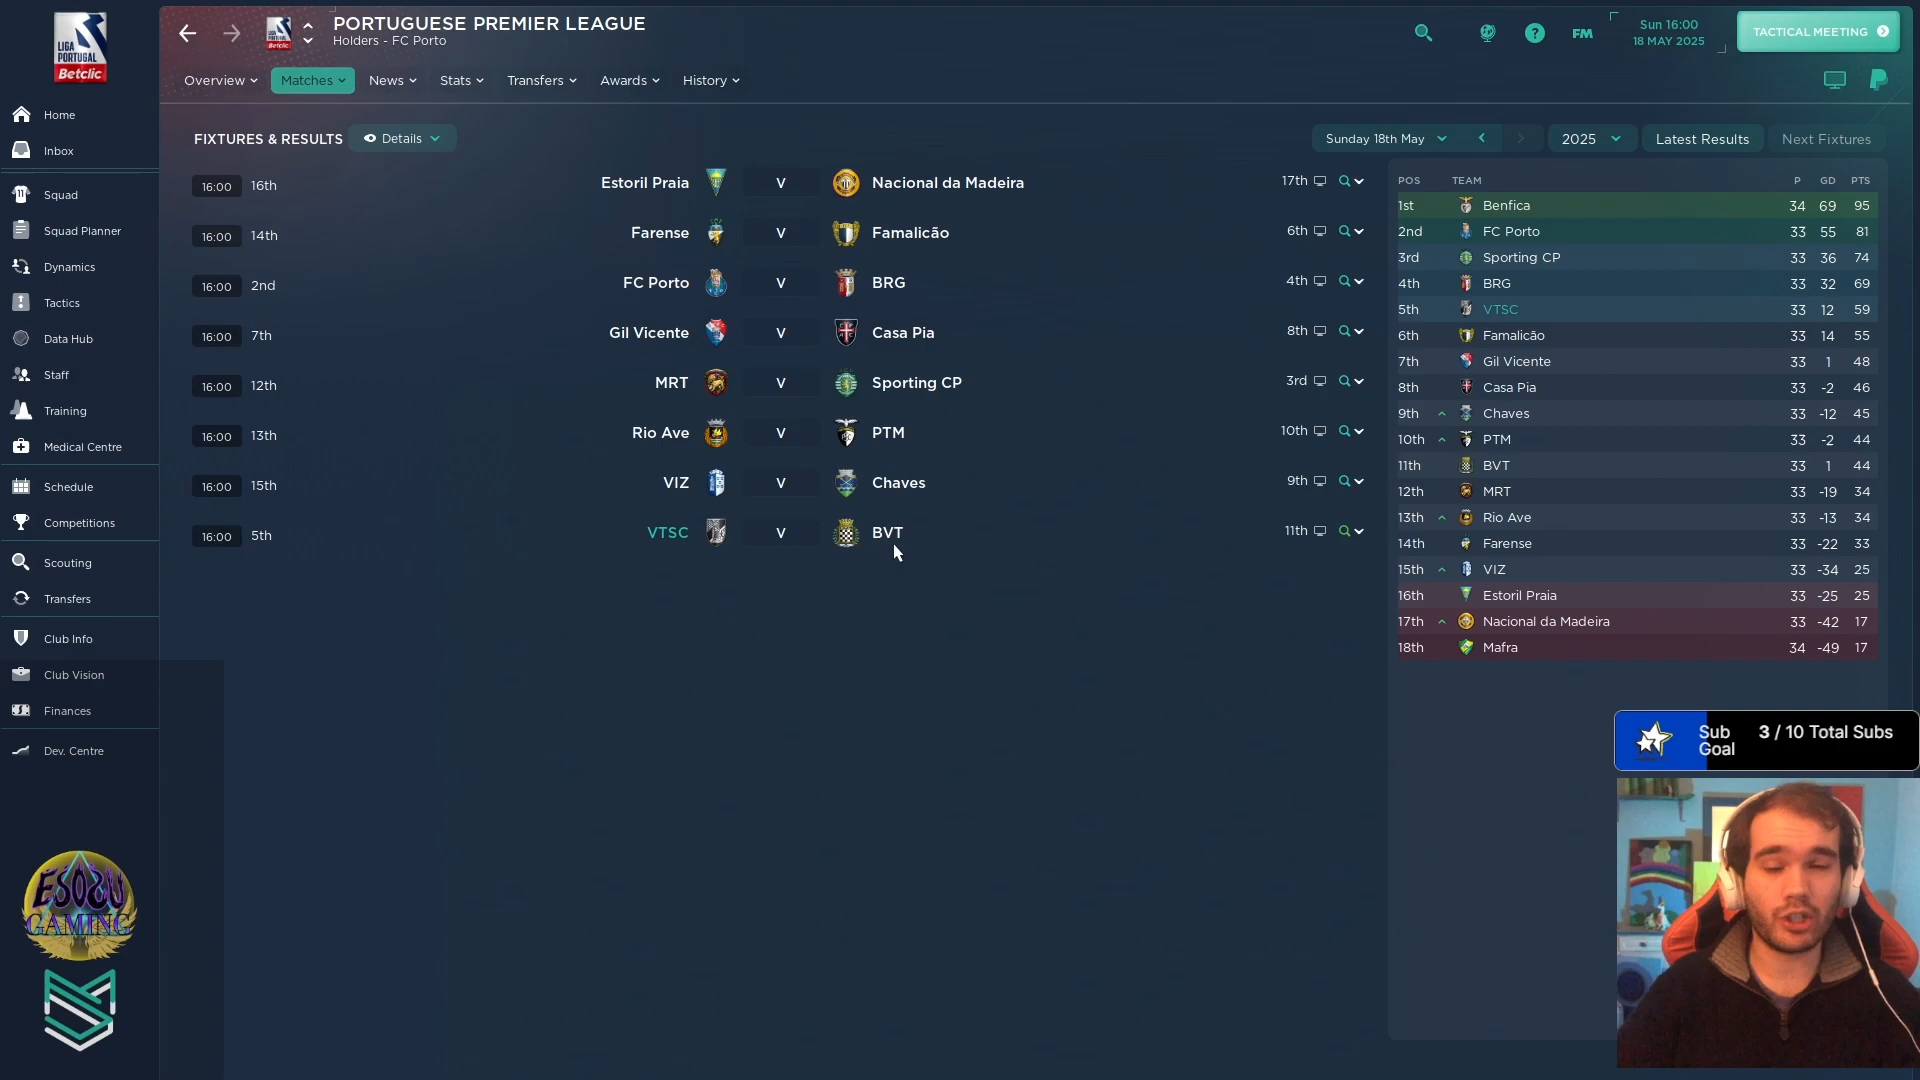 LIGA
PORTUGAL
Betclic
PORTUGUESE PREMIER LEAGUE
Holders - FC Porto
FM
Sun 16:00
18 MAY 2025
TACTICAL MEETING
Overview
Matches
News
Stats
Transfers
Awards
History
Home
Inbox
Squad
Squad Planner
Dynamics
Tactics
Data Hub
Staff
Training
Medical Centre
Schedule
Competitions
Scouting
Transfers
Club Info
Club Vision
Finances
Dev. Centre
FIXTURES & RESULTS
Details
Sunday 18th May
2025
Latest Results
Next Fixtures
16:00 16th Estoril Praia V Nacional da Madeira 17th
16:00 14th Farense V Famalicão 6th
16:00 2nd FC Porto V BRG 4th
16:00 7th Gil Vicente V Casa Pia 8th
16:00 12th MRT V Sporting CP 3rd
16:00 13th Rio Ave V PTM 10th
16:00 15th VIZ V Chaves 9th
16:00 5th VTSC V BVT 11th
POS TEAM P GD PTS
1st Benfica 34 69 95
2nd FC Porto 33 55 81
3rd Sporting CP 33 36 74
4th BRG 33 32 69
5th VTSC 33 12 59
6th Famalicão 33 14 55
7th Gil Vicente 33 1 48
8th Casa Pia 33 -2 46
9th Chaves 33 -12 45
10th PTM 33 -2 44
11th BVT 33 1 44
12th MRT 33 -19 34
13th Rio Ave 33 -13 34
14th Farense 33 -22 33
15th VIZ 33 -34 25
16th Estoril Praia 33 -25 25
17th Nacional da Madeira 33 -42 17
18th Mafra 34 -49 17
Sub
Goal
3 / 10 Total Subs
ESOSU
GAMING